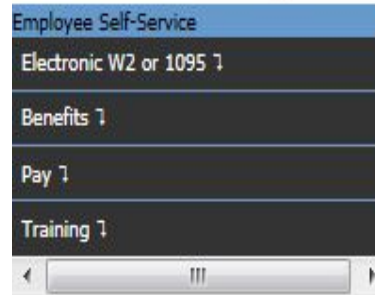 Employee Self-Service
Electronic W2 or 1095 ↴
Benefits ↴
Pay ↴
Training ↴